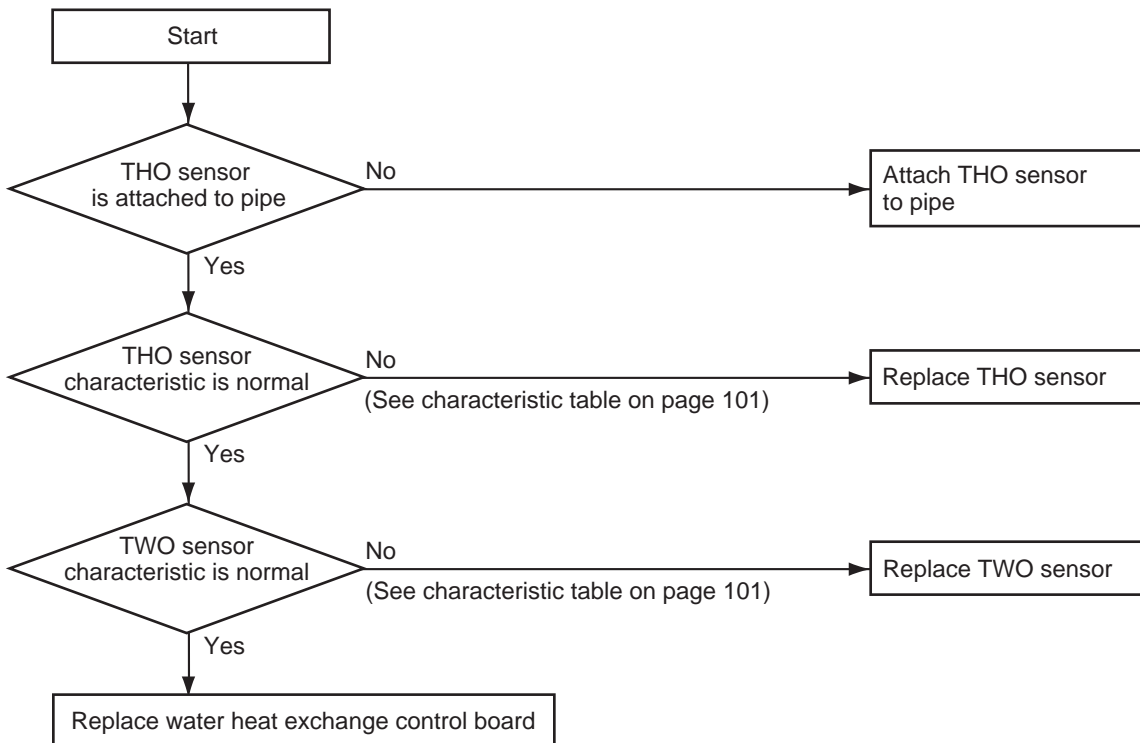 Start
THO sensor
is attached to pipe
No
Attach THO sensor
to pipe
Yes
THO sensor
characteristic is normal
No
(See characteristic table on page 101)
Replace THO sensor
Yes
TWO sensor
characteristic is normal
No
(See characteristic table on page 101)
Replace TWO sensor
Yes
Replace water heat exchange control board